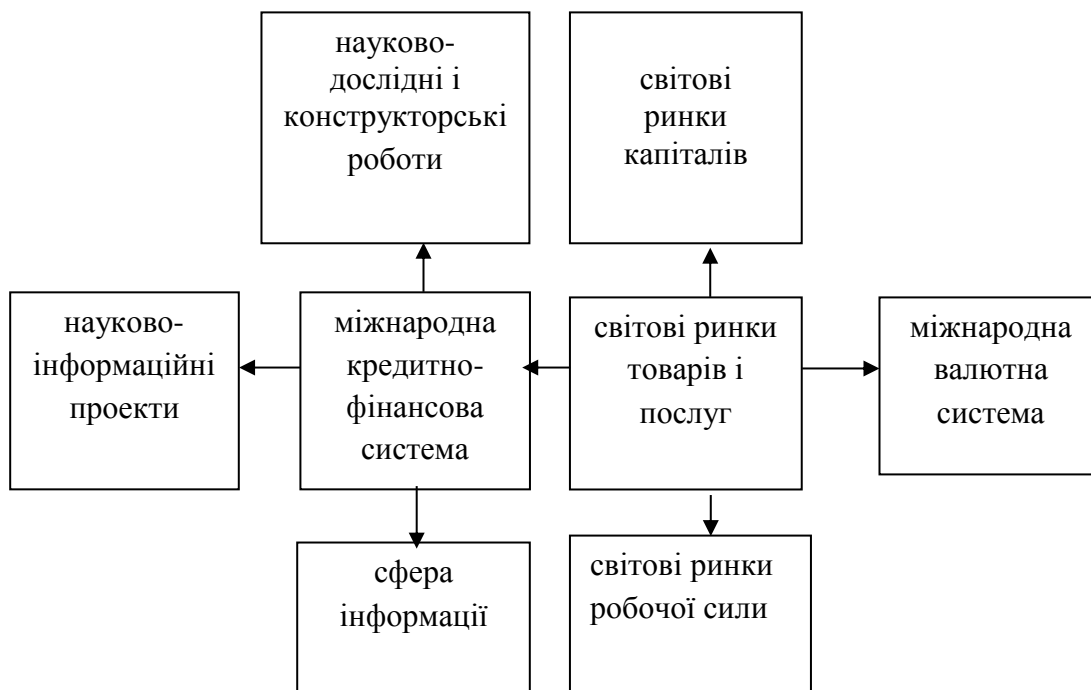 науково-
дослідні і
конструкторські
роботи
світові
ринки
капіталів
науково-
інформаційні
проекти
міжнародна
кредитно-
фінансова
система
світові ринки
товарів і
послуг
міжнародна
валютна
система
сфера
інформації
світові ринки
робочої сили